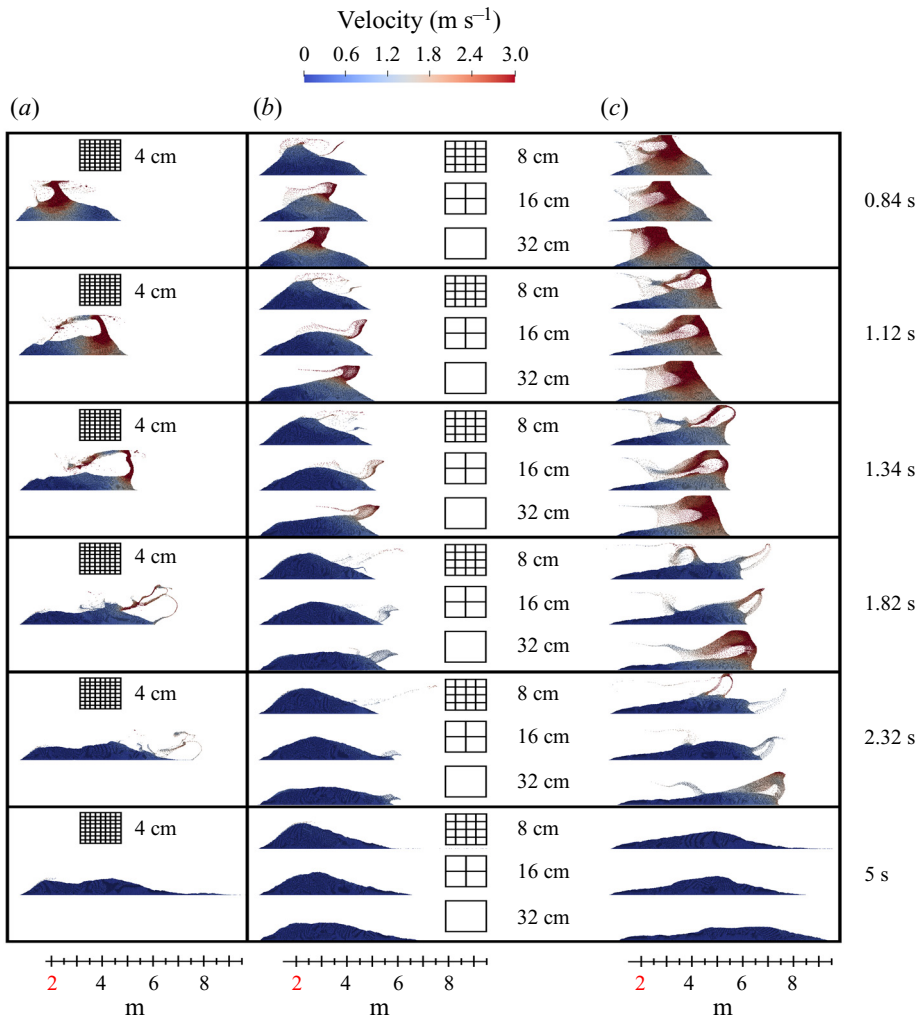 Velocity (m s–1)
0 0.6 1.2 1.8 2.4 3.0
(a) (b) (c)
4 cm 8 cm
16 cm 0.84 s
32 cm
4 cm 8 cm
16 cm 1.12 s
32 cm
4 cm 8 cm
16 cm 1.34 s
32 cm
4 cm 8 cm
16 cm 1.82 s
32 cm
4 cm 8 cm
16 cm 2.32 s
32 cm
4 cm 8 cm
16 cm 5 s
32 cm
2 4 6 8 2 4 6 8 2 4 6 8
m m m